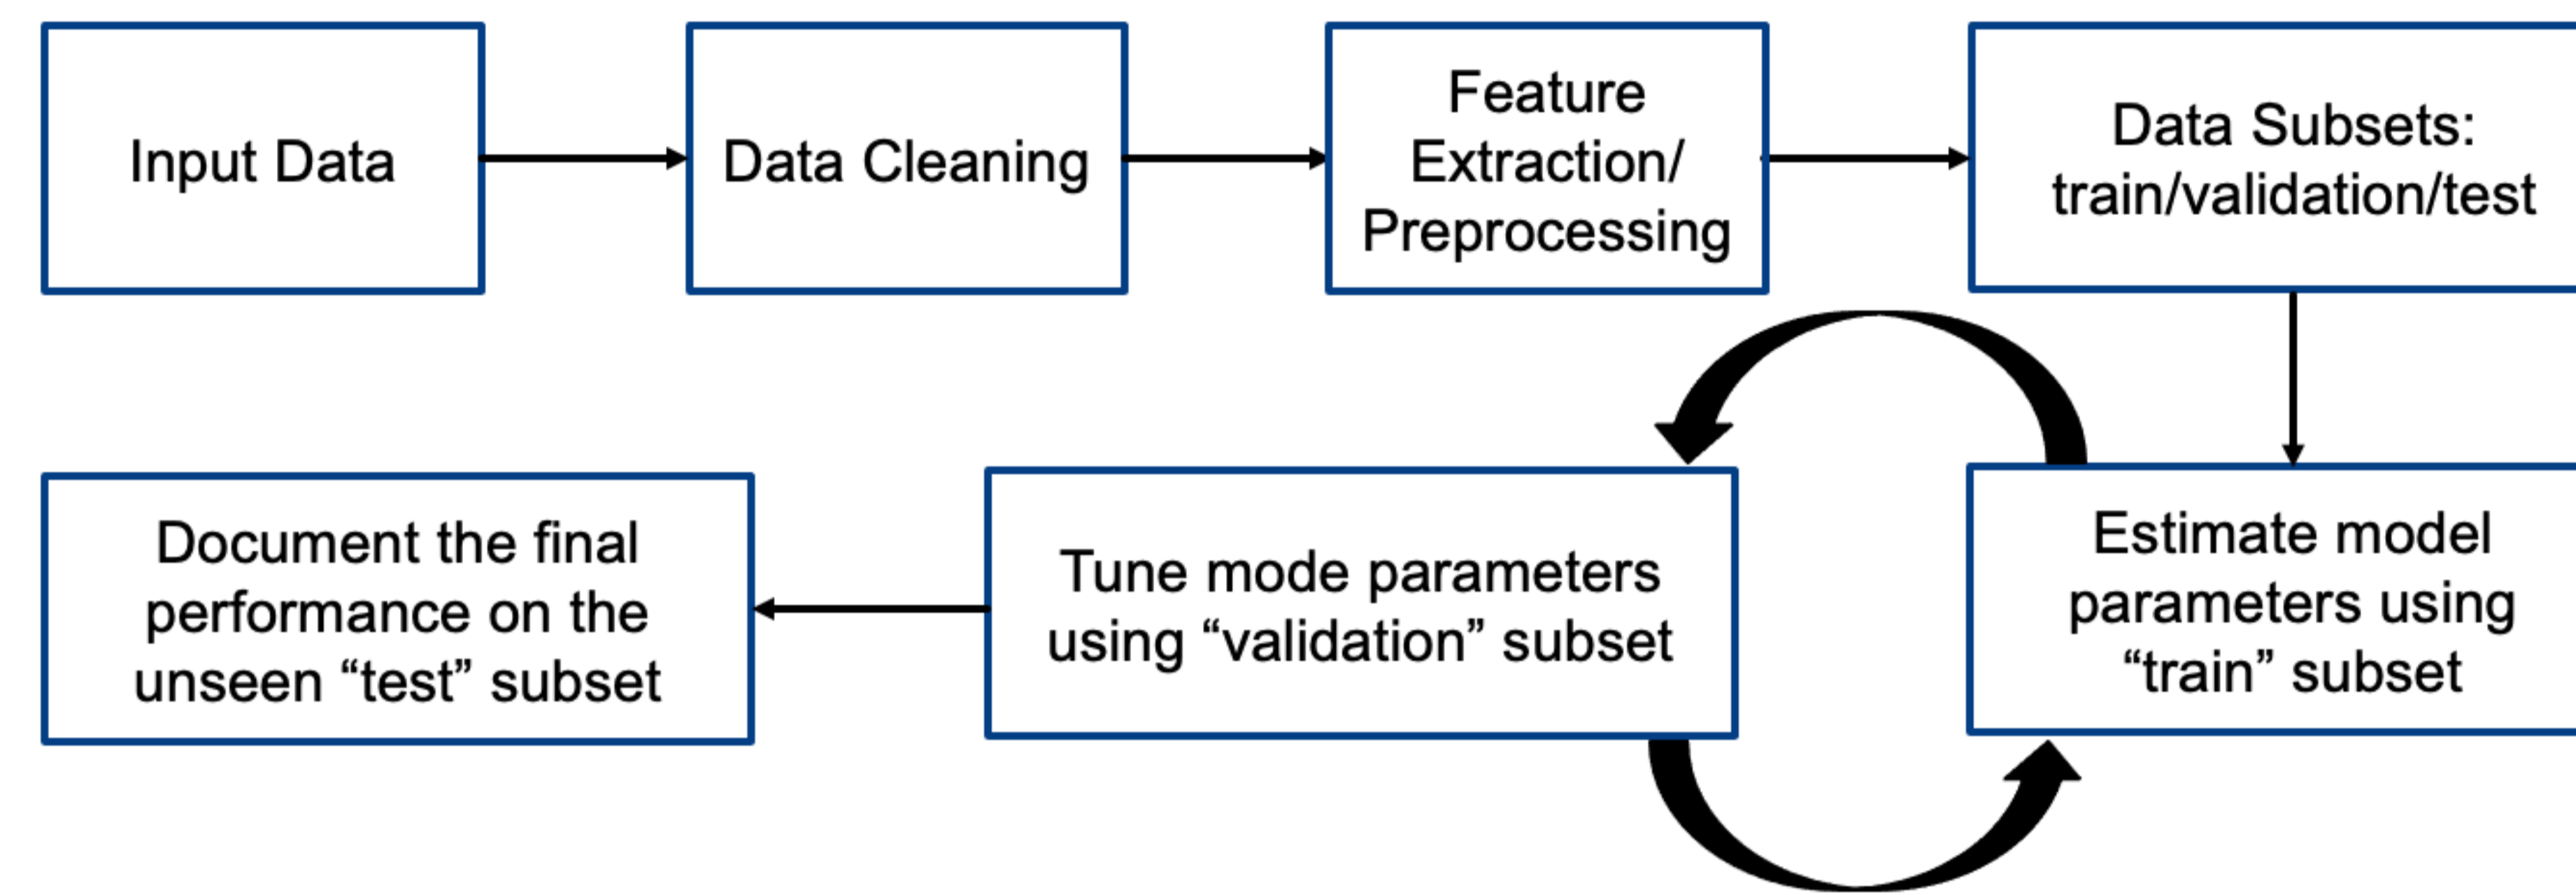 Input Data
Data Cleaning
Feature
Extraction/
Preprocessing
Data Subsets:
train/validation/test
Document the final
performance on the
unseen “test” subset
Tune mode parameters
using “validation” subset
Estimate model
parameters using
“train” subset